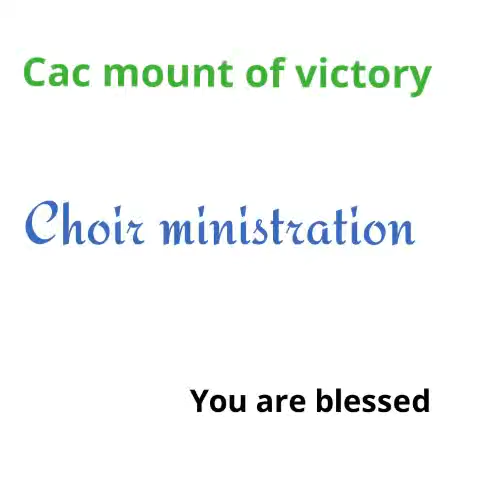 Cac mount of victory
Choir ministration
You are blessed